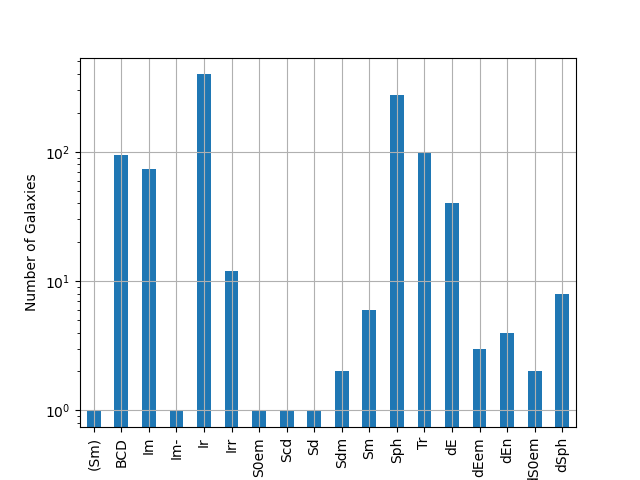 Number of Galaxies
10²
10¹
10⁰
(Sm)
BCD
Im
Im-
Ir
Irr
S0em
Scd
Sd
Sdm
Sm
Sph
Tr
dE
dEem
dEn
lS0em
dSph